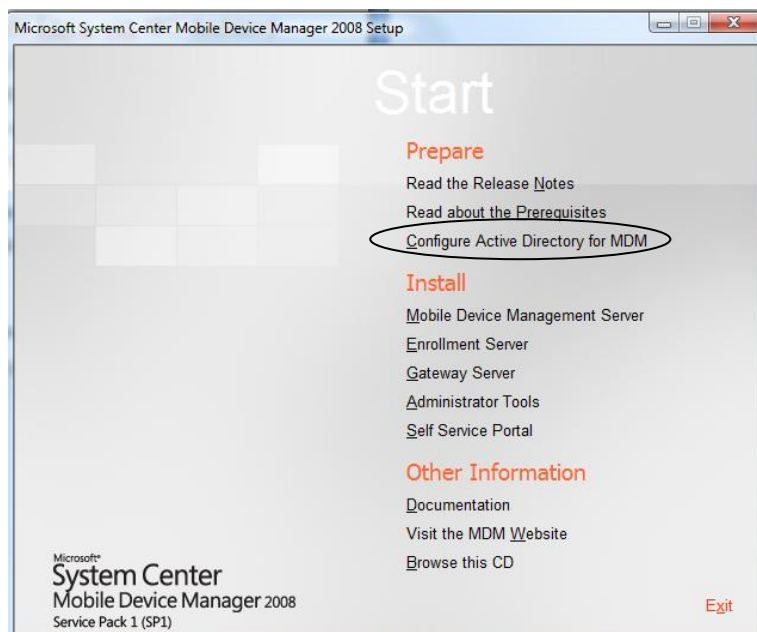 Microsoft System Center Mobile Device Manager 2008 Setup
Start
Prepare
Read the Release Notes
Read about the Prerequisites
Configure Active Directory for MDM
Install
Mobile Device Management Server
Enrollment Server
Gateway Server
Administrator Tools
Self Service Portal
Other Information
Documentation
Visit the MDM Website
Browse this CD
Microsoft®
System Center
Mobile Device Manager 2008
Service Pack 1 (SP1)
Exit